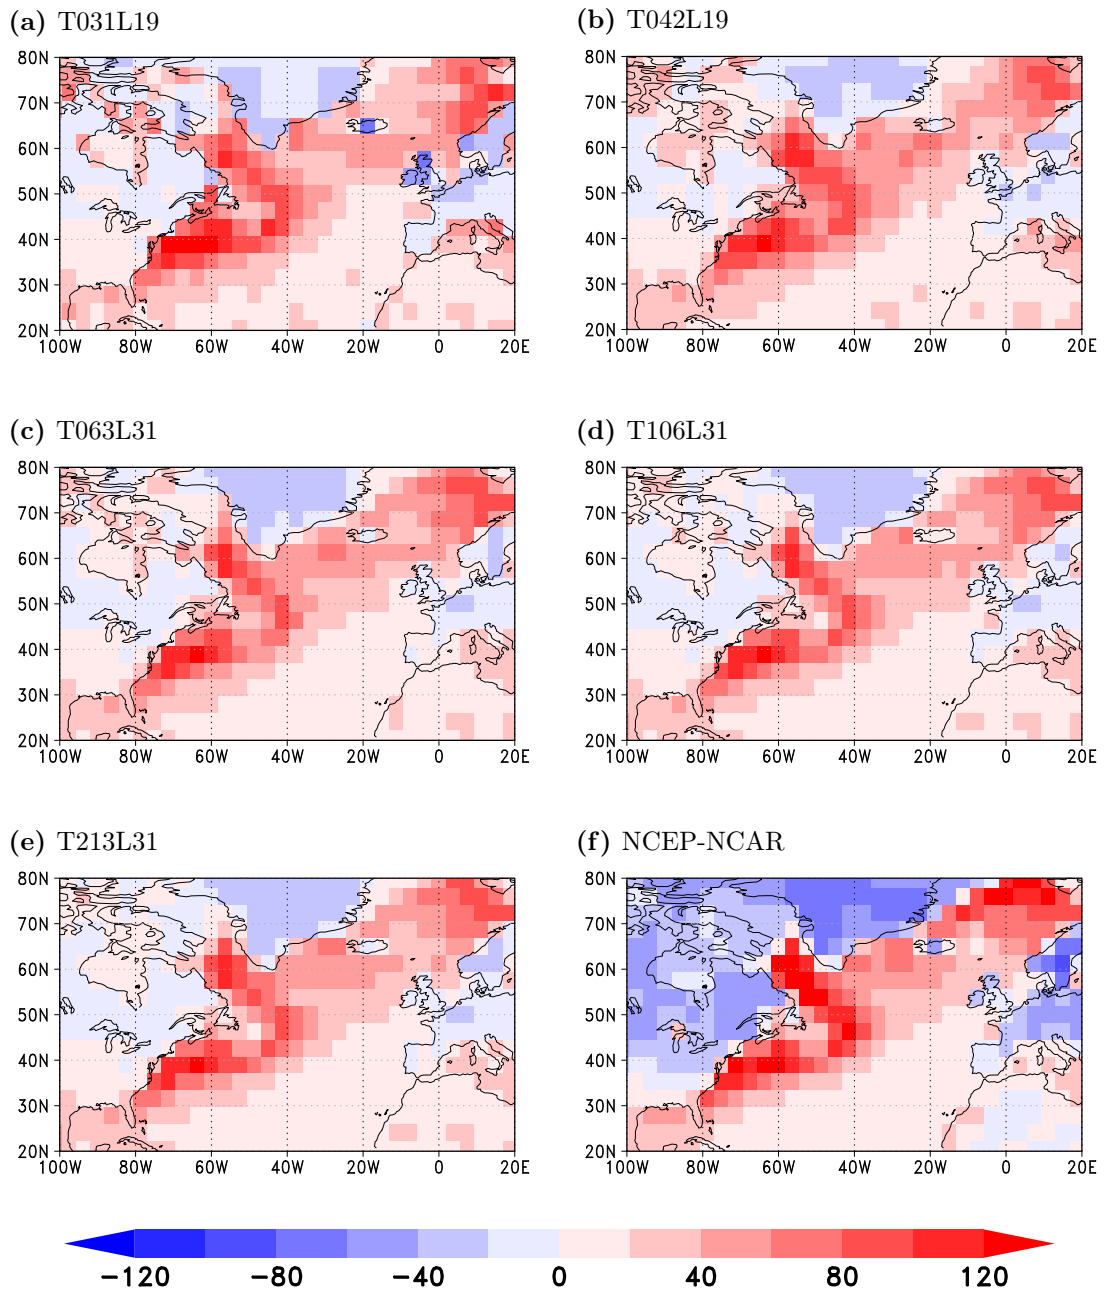 (a) T031L19
(b) T042L19
80N
70N
60N
50N
40N
30N
20N
100W 80W 60W 40W 20W 0 20E
80N
70N
60N
50N
40N
30N
20N
100W 80W 60W 40W 20W 0 20E
(c) T063L31
(d) T106L31
80N
70N
60N
50N
40N
30N
20N
100W 80W 60W 40W 20W 0 20E
80N
70N
60N
50N
40N
30N
20N
100W 80W 60W 40W 20W 0 20E
(e) T213L31
(f) NCEP-NCAR
80N
70N
60N
50N
40N
30N
20N
100W 80W 60W 40W 20W 0 20E
80N
70N
60N
50N
40N
30N
20N
100W 80W 60W 40W 20W 0 20E
−120 −80 −40 0 40 80 120